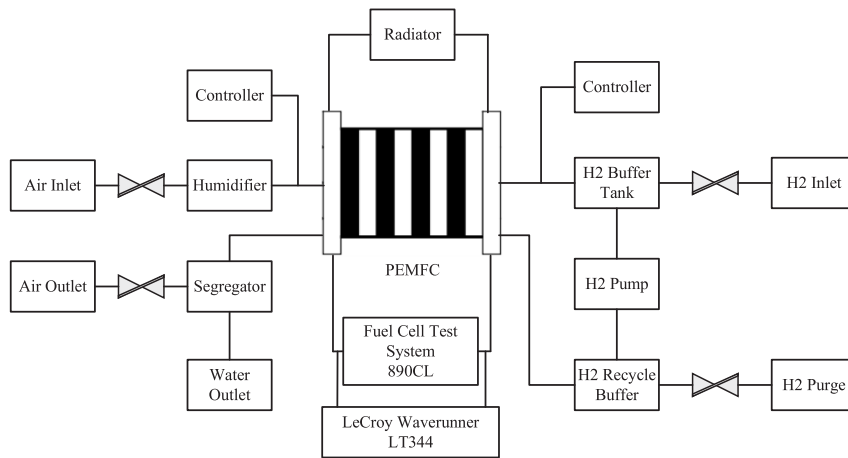 Radiator
Controller
Controller
Air Inlet
Humidifier
H2 Buffer
Tank
H2 Inlet
PEMFC
Air Outlet
Segregator
H2 Pump
Fuel Cell Test
System
890CL
Water
Outlet
H2 Recycle
Buffer
H2 Purge
LeCroy Waverunner
LT344